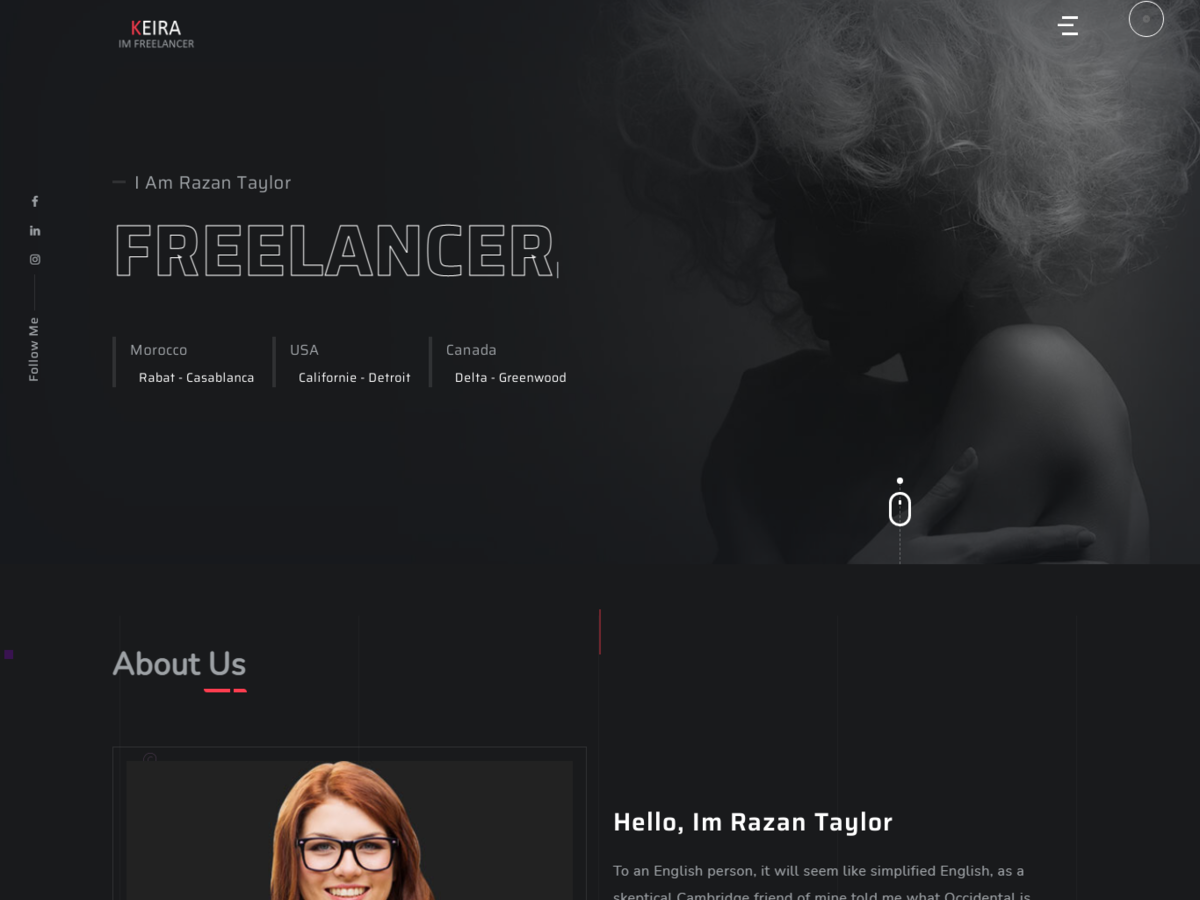 KEIRA
IM FREELANCER
I Am Razan Taylor
FREELANCER
Morocco
Rabat - Casablanca
USA
Californie - Detroit
Canada
Delta - Greenwood
Follow Me
About Us
Hello, Im Razan Taylor
To an English person, it will seem like simplified English, as a
skeptical Cambridge friend of mine told me what Occidental is